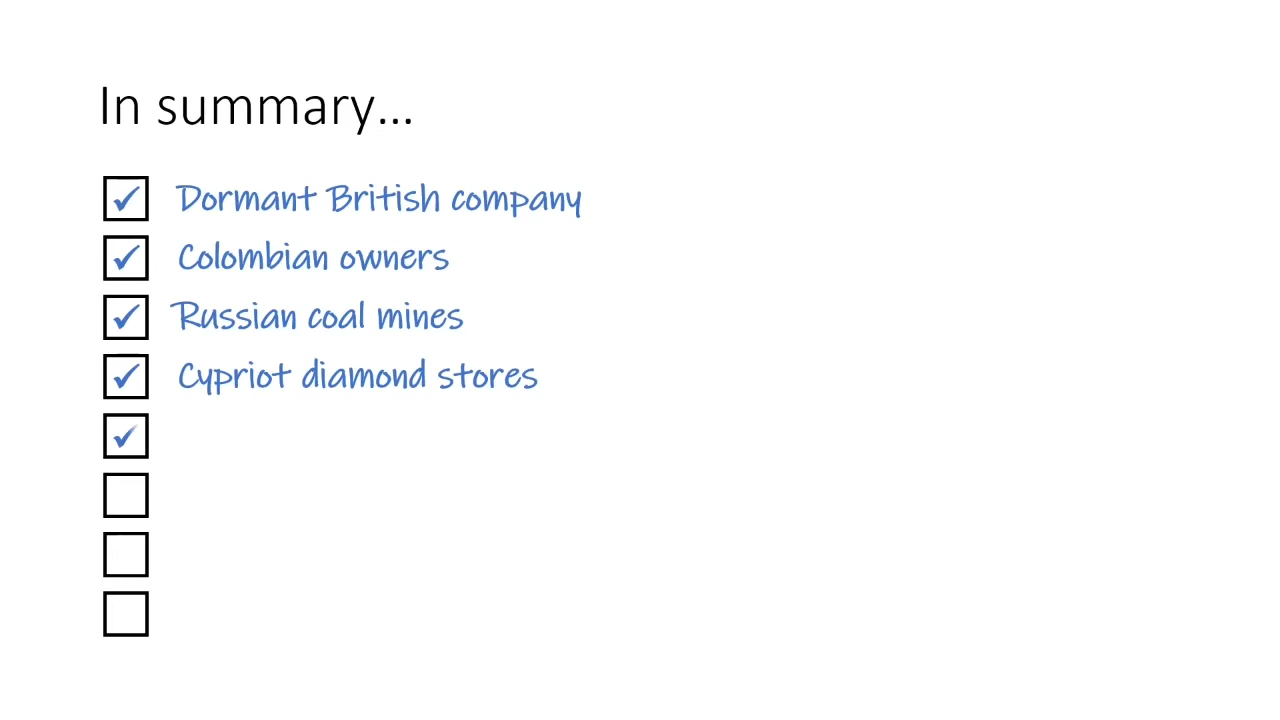 In summary...
Dormant British company
Colombian owners
Russian coal mines
Cypriot diamond stores